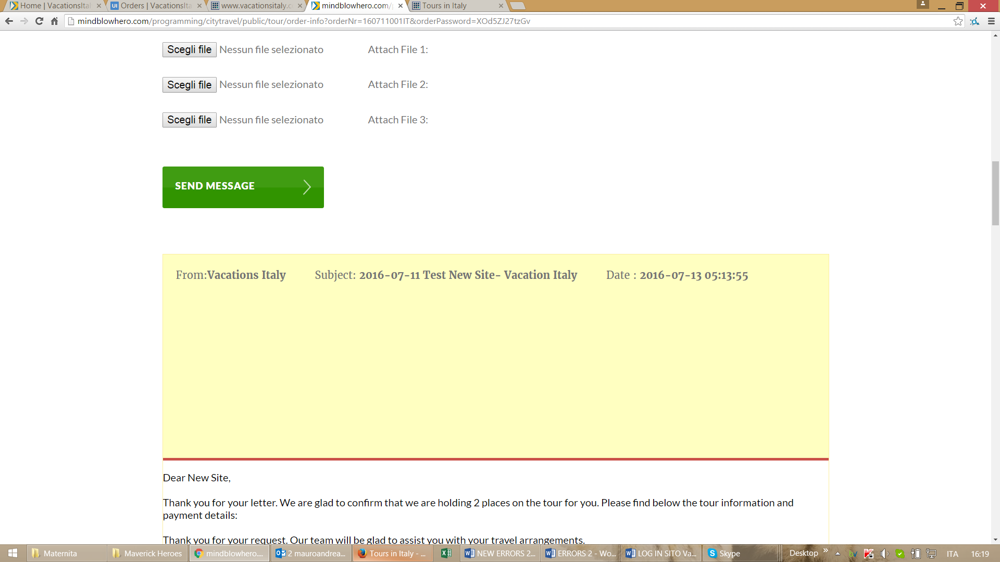 Home | VacationsItal
Orders | VacationsIta
www.vacationsitaly.c
mindblowhero.com/
Tours in Italy
mindblowhero.com/programming/citytravel/public/tour/order-info?orderNr=160711001IT&orderPassword=XOd5ZJ27tzGv
Scegli file Nessun file selezionato Attach File 1:
Scegli file Nessun file selezionato Attach File 2:
Scegli file Nessun file selezionato Attach File 3:
SEND MESSAGE
From:Vacations Italy Subject: 2016-07-11 Test New Site- Vacation Italy Date : 2016-07-13 05:13:55
Dear New Site,
Thank you for your letter. We are glad to confirm that we are holding 2 places on the tour for you. Please find below the tour information and
payment details:
Thank you for your request. Our team will be glad to assist you with your travel arrangements.
Maternita
Maverick Heroes
mindblowhero....
2 mauroandrea...
Tours in Italy - ...
NEW ERRORS 2...
ERRORS 2 - Wo...
LOG IN SITO Va...
Skype
Desktop
ITA
16:19